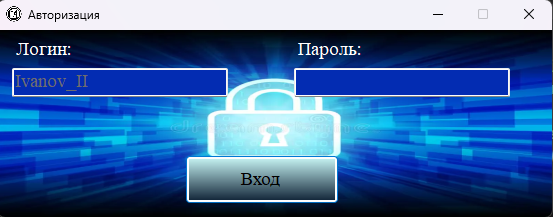 Авторизация
Логин:
Пароль:
Ivanov_II
Вход